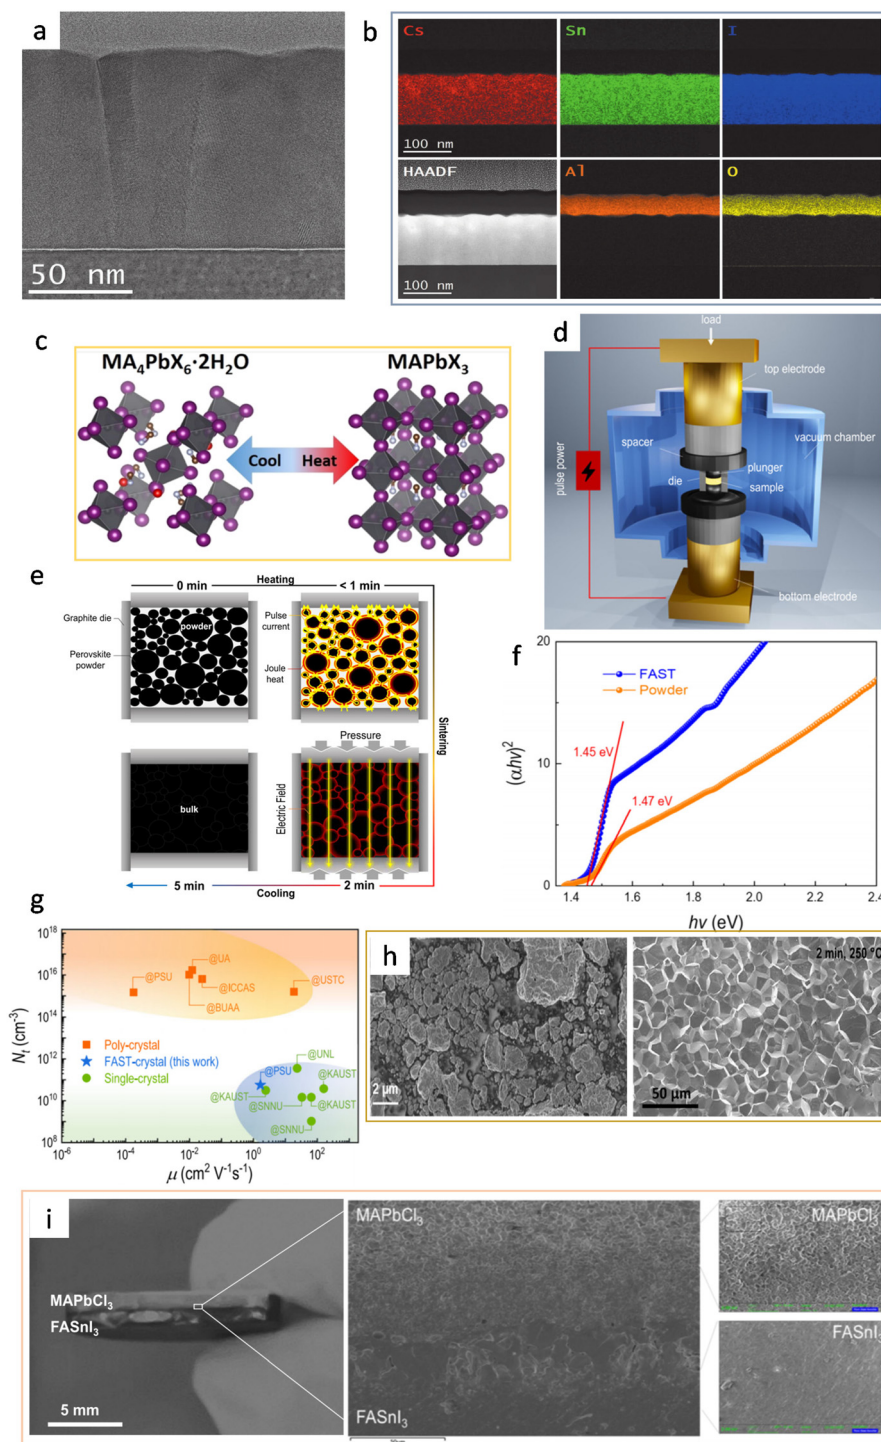 a
50 nm
b
Cs
Sn
I
100 nm
HAADF
Al
O
100 nm
c
MA₄PbX₆·2H₂O
MAPbX₃
Cool
Heat
d
load
top electrode
spacer
vacuum chamber
plunger
die
sample
pulse power
bottom electrode
e
0 min
Heating
< 1 min
Graphite die
powder
Pulse
current
Perovskite
powder
Joule
heat
Sintering
Pressure
bulk
Electric Field
5 min
Cooling
2 min
f
20
FAST
Powder
(αhν)²
10
1.45 eV
1.47 eV
0
1.4
1.6
1.8
2.0
2.2
2.4
hν (eV)
g
10¹⁸
10¹⁶
10¹⁴
10¹²
10¹⁰
10⁸
Nₜ (cm⁻³)
@UA
@PSU
@ICCAS
@USTC
@BUAA
Poly-crystal
FAST-crystal (this work)
Single-crystal
@UNL
@PSU
@KAUST
@KAUST
@SNNU
@KAUST
@SNNU
10⁻⁶
10⁻⁴
10⁻²
10⁰
10²
μ (cm² V⁻¹s⁻¹)
h
2 μm
2 min, 250 °C
50 μm
i
MAPbCl₃
FASnI₃
5 mm
MAPbCl₃
FASnI₃
MAPbCl₃
FASnI₃